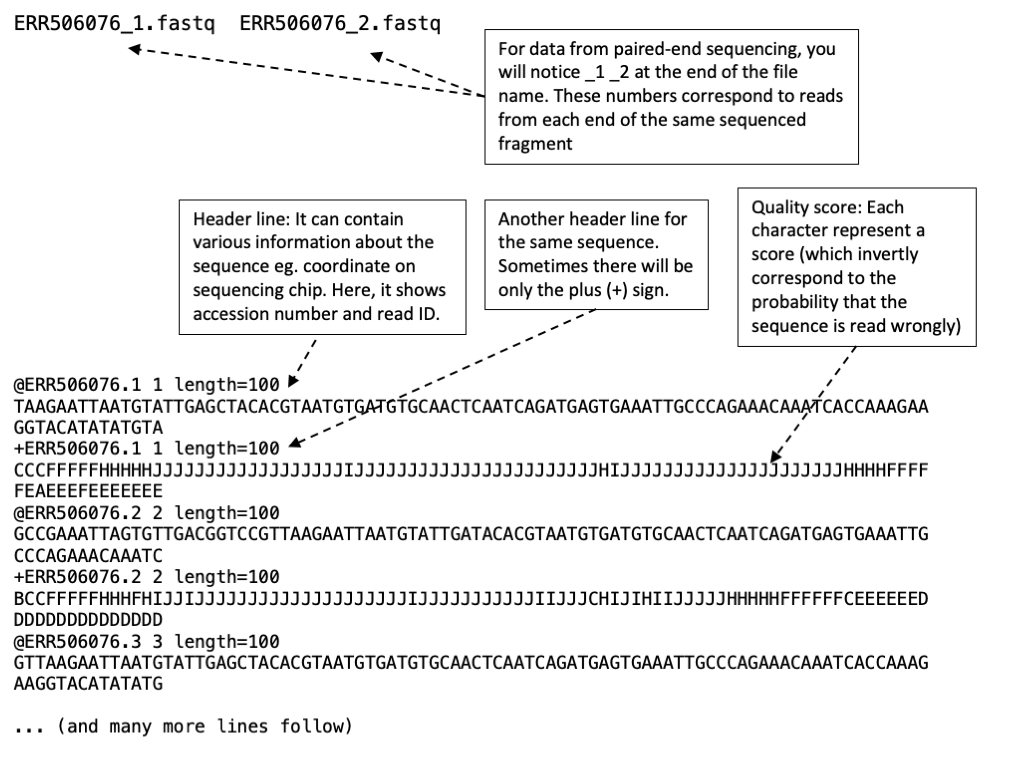 ERR506076_1.fastq  ERR506076_2.fastq
For data from paired-end sequencing, you
will notice _1 _2 at the end of the file
name. These numbers correspond to reads
from each end of the same sequenced
fragment
Header line: It can contain
various information about the
sequence eg. coordinate on
sequencing chip. Here, it shows
accession number and read ID.
Another header line for
the same sequence.
Sometimes there will be
only the plus (+) sign.
Quality score: Each
character represent a
score (which invertly
correspond to the
probability that the
sequence is read wrongly)
@ERR506076.1 1 length=100
TAAGAATTAATGTATTGAGCTACACGTAATGTGATGTGCAACTCAATCAGATGAGTGAAATTGCCCAGAAACAAATCACCAAAGAA
GGTACATATATGTA
+ERR506076.1 1 length=100
CCCFFFFFHHHHHJJJJJJJJJJJJJJJJJJIJJJJJJJJJJJJJJJJJJJJJJJHIJJJJJJJJJJJJJJJJJJJJJHHHHFFFF
FEAEEEFEEEEEEE
@ERR506076.2 2 length=100
GCCGAAATTAGTGTTGACGGTCCGTTAAGAATTAATGTATTGATACACGTAATGTGATGTGCAACTCAATCAGATGAGTGAAATTG
CCCAGAAACAAATC
+ERR506076.2 2 length=100
BCCFFFFFHHHFHIJJIJJJJJJJJJJJJJJJJJJJJIJJJJJJJJJJJIIJJJCHIJIHIIJJJJJHHHHHFFFFFFCEEEEEED
DDDDDDDDDDDDDD
@ERR506076.3 3 length=100
GTTAAGAATTAATGTATTGAGCTACACGTAATGTGATGTGCAACTCAATCAGATGAGTGAAATTGCCCAGAAACAAATCACCAAAG
AAGGTACATATATG
... (and many more lines follow)